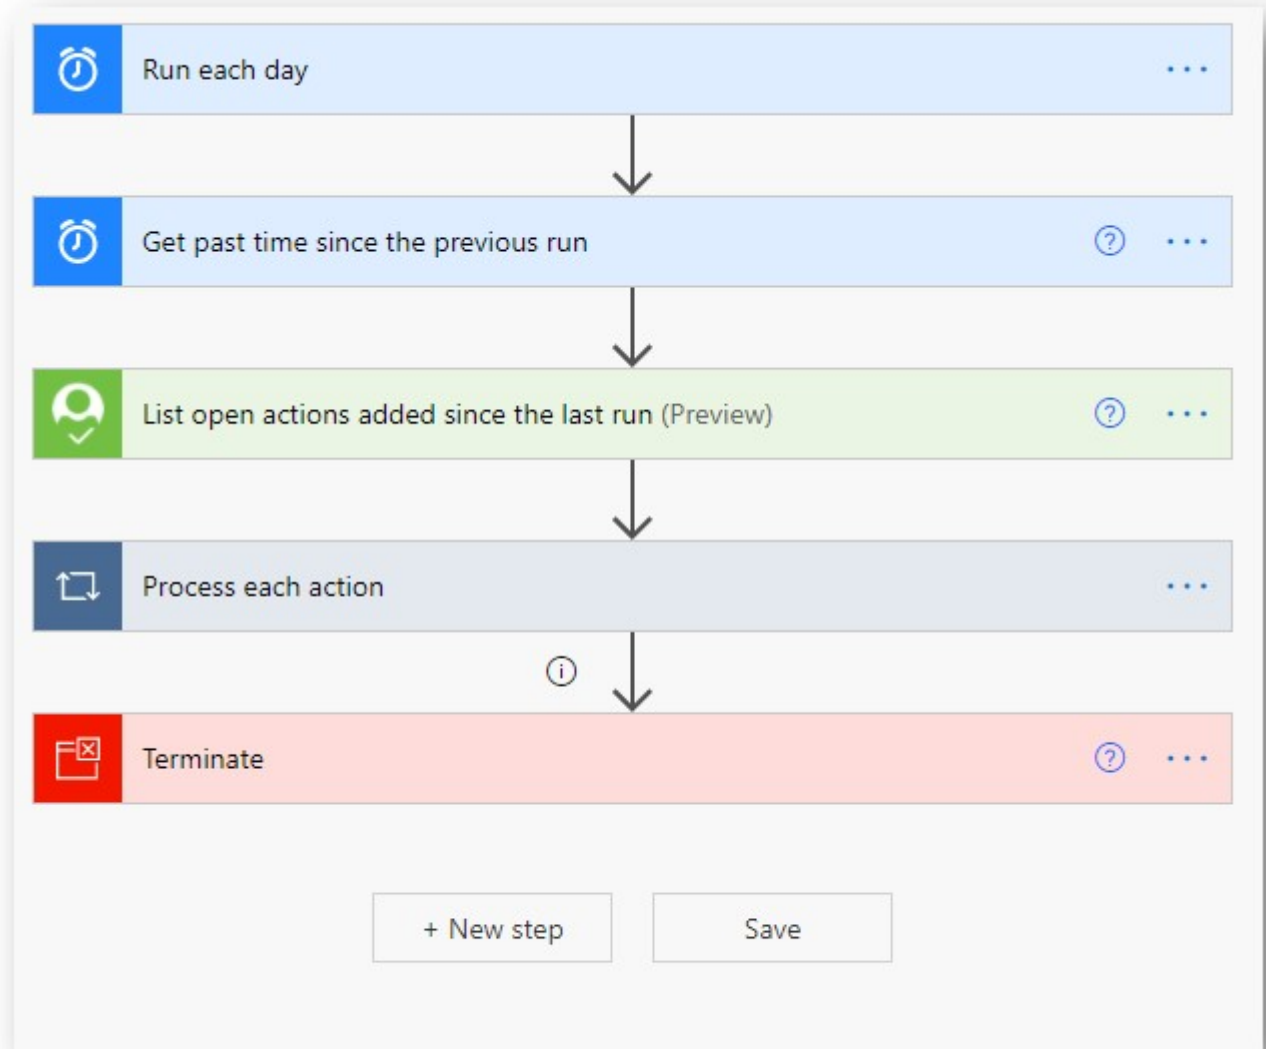 Run each day
Get past time since the previous run
List open actions added since the last run (Preview)
Process each action
Terminate
+ New step
Save